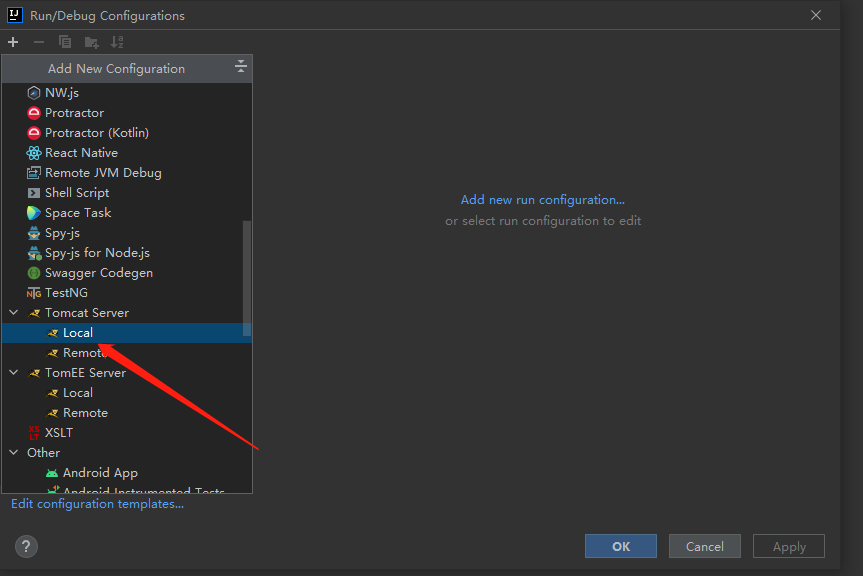 Run/Debug Configurations
Add New Configuration
NW.js
Protractor
Protractor (Kotlin)
React Native
Remote JVM Debug
Shell Script
Space Task
Spy-js
Spy-js for Node.js
Swagger Codegen
TestNG
Tomcat Server
Local
Remote
TomEE Server
Local
Remote
XSLT
Other
Android App
Android Instrumented Tests
Edit configuration templates...
Add new run configuration...
or select run configuration to edit
?
OK
Cancel
Apply